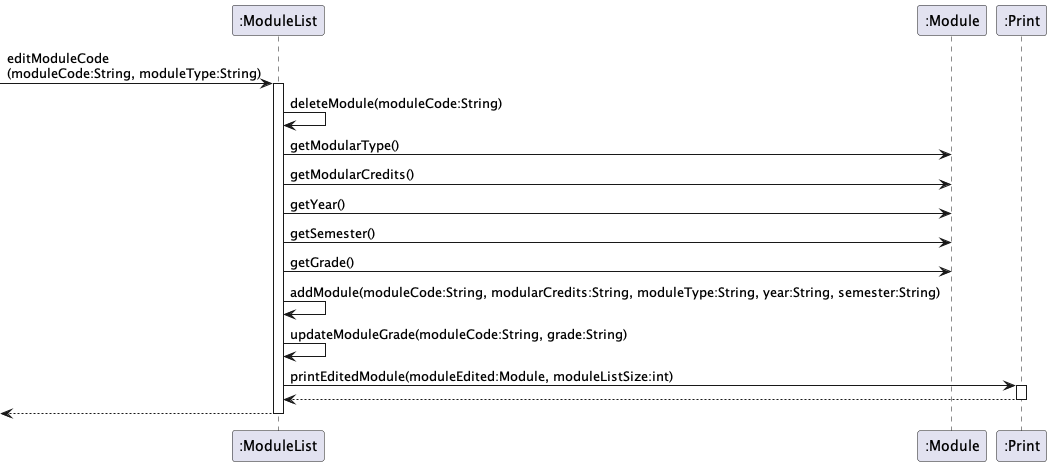 :ModuleList
:Module
:Print
editModuleCode
(moduleCode:String, moduleType:String)
deleteModule(moduleCode:String)
getModularType()
getModularCredits()
getYear()
getSemester()
getGrade()
addModule(moduleCode:String, modularCredits:String, moduleType:String, year:String, semester:String)
updateModuleGrade(moduleCode:String, grade:String)
printEditedModule(moduleEdited:Module, moduleListSize:int)
:ModuleList
:Module
:Print